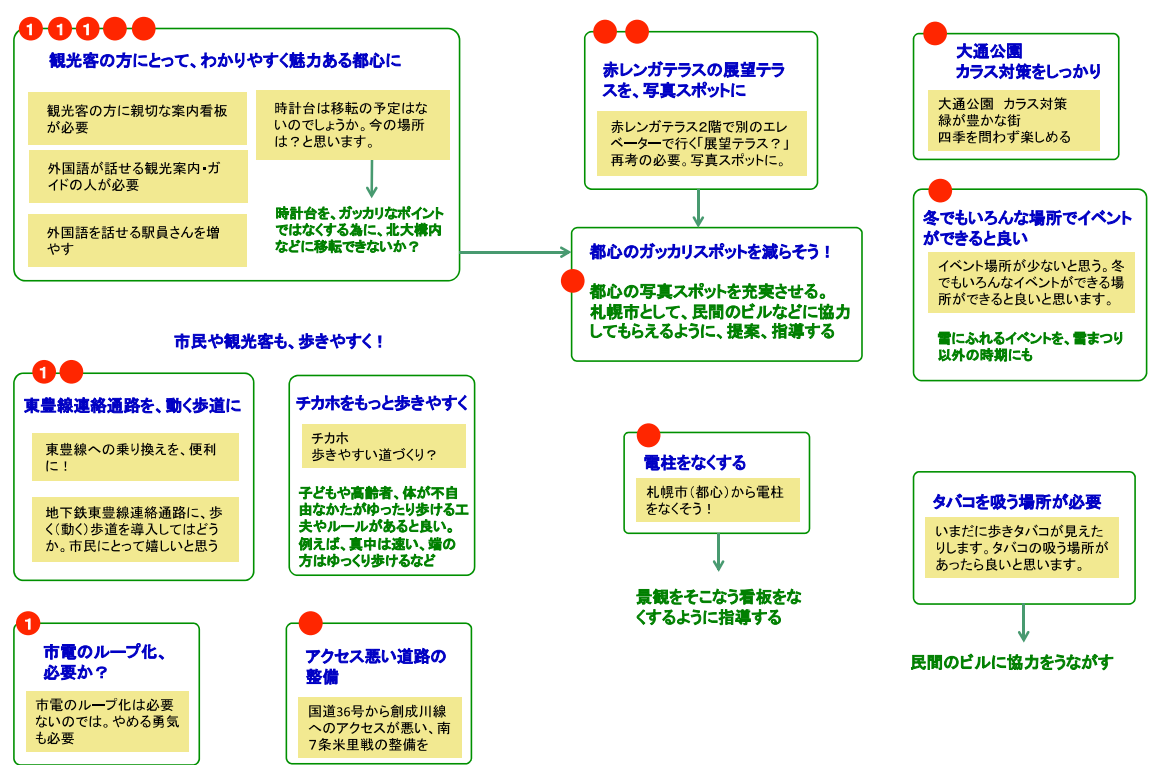 1 1 1
観光客の方にとって、わかりやすく魅力ある都心に
観光客の方に親切な案内看板
が必要
外国語が話せる観光案内・ガ
イドの人が必要
外国語を話せる駅員さんを増
やす
時計台は移転の予定はな
いのでしょうか。今の場所
は？と思います。
時計台を、ガッカリなポイント
ではなくする為に、北大構内
などに移転できないか？
赤レンガテラスの展望テラ
スを、写真スポットに
赤レンガテラス２階で別のエレ
ベーターで行く「展望テラス？」
再考の必要。写真スポットに。
都心のガッカリスポットを減らそう！
都心の写真スポットを充実させる。
札幌市として、民間のビルなどに協力
してもらえるように、提案、指導する
大通公園
カラス対策をしっかり
大通公園　カラス対策
緑が豊かな街
四季を問わず楽しめる
冬でもいろんな場所でイベント
ができると良い
イベント場所が少ないと思う。冬
でもいろんなイベントができる場
所ができると良いと思います。
雪にふれるイベントを、雪まつり
以外の時期にも
市民や観光客も、歩きやすく！
1
東豊線連絡通路を、動く歩道に
東豊線への乗り換えを、便利
に！
地下鉄東豊線連絡通路に、歩
く（動く）歩道を導入してはどう
か。市民にとって嬉しいと思う
チカホをもっと歩きやすく
チカホ
歩きやすい道づくり？
子どもや高齢者、体が不自
由なかたがゆったり歩ける工
夫やルールがあると良い。
例えば、真中は速い、端の
方はゆっくり歩けるなど
電柱をなくする
札幌市（都心）から電柱
をなくそう！
景観をそこなう看板をな
くするように指導する
タバコを吸う場所が必要
いまだに歩きタバコが見えた
りします。タバコの吸う場所が
あったら良いと思います。
民間のビルに協力をうながす
1
市電のループ化、
必要か？
市電のループ化は必要
ないのでは。やめる勇気
も必要
アクセス悪い道路の
整備
国道36号から創成川線
へのアクセスが悪い、南
７条米里戦の整備を